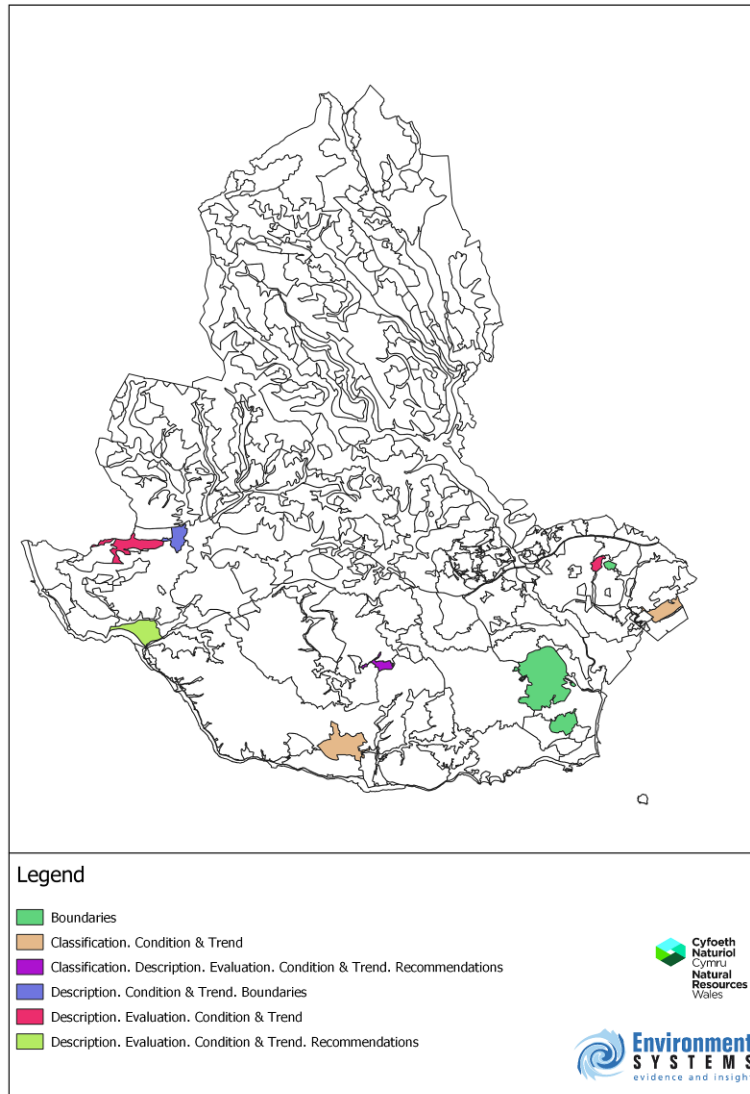 Legend
Boundaries
Classification. Condition & Trend
Classification. Description. Evaluation. Condition & Trend. Recommendations
Description. Condition & Trend. Boundaries
Description. Evaluation. Condition & Trend
Description. Evaluation. Condition & Trend. Recommendations
Cyfoeth
Naturiol
Cymru
Natural
Resources
Wales
Environment
SYSTEMS
evidence and insight